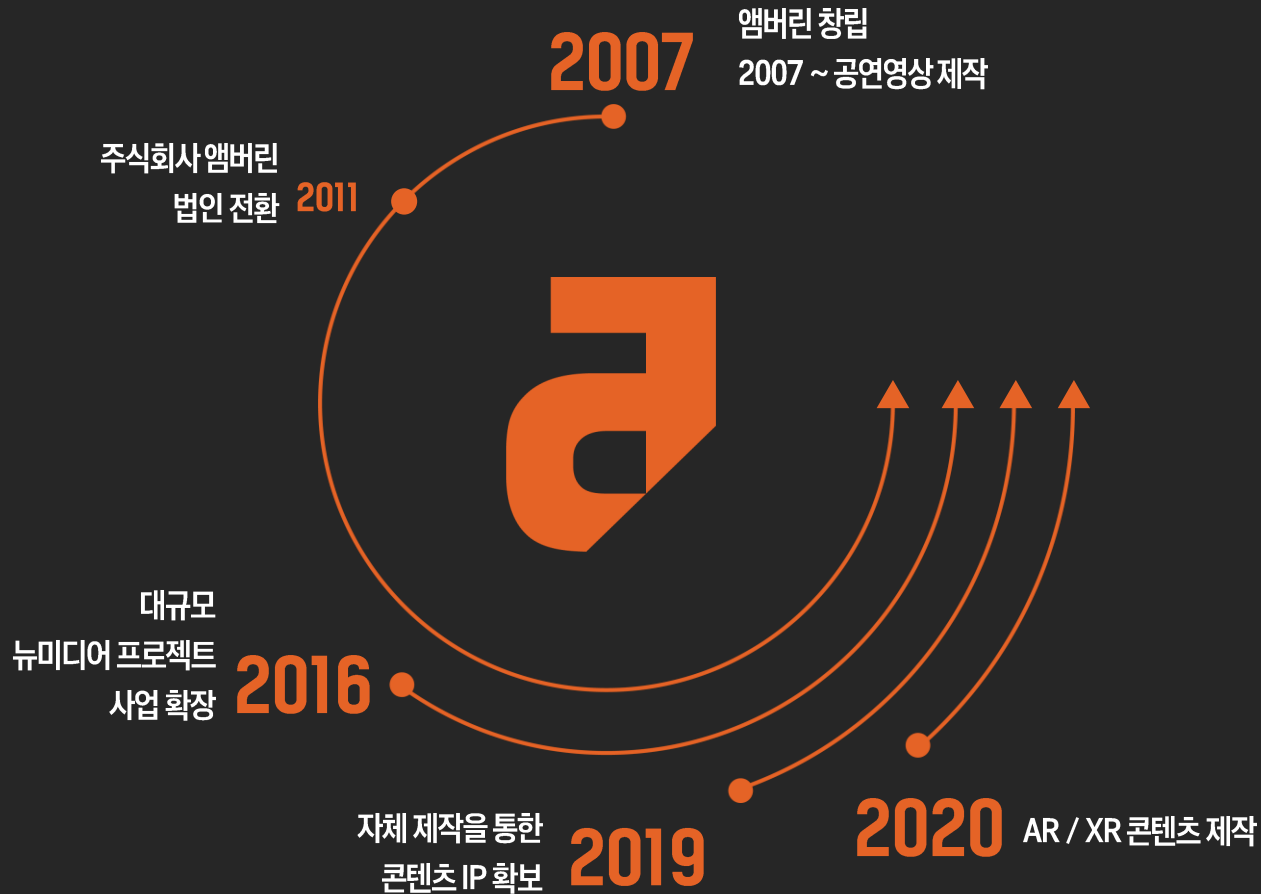 2007
앰버린 창립
2007 ~ 공연영상 제작
주식회사 앰버린
법인 전환
2011
대규모
뉴미디어 프로젝트
사업 확장
2016
자체 제작을 통한
콘텐츠 IP 확보
2019
2020
AR / XR 콘텐츠 제작
a